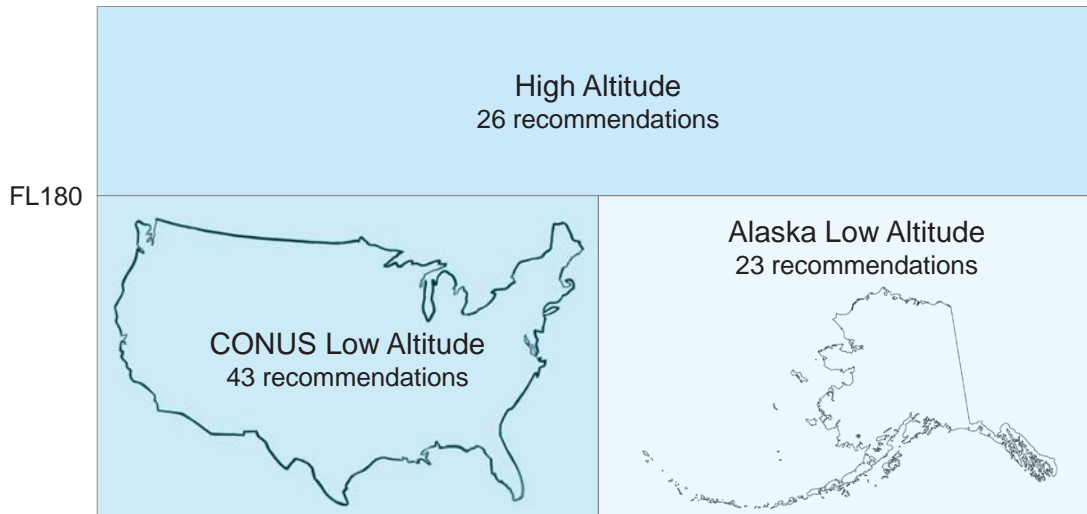 High Altitude
26 recommendations
FL180
Alaska Low Altitude
23 recommendations
CONUS Low Altitude
43 recommendations